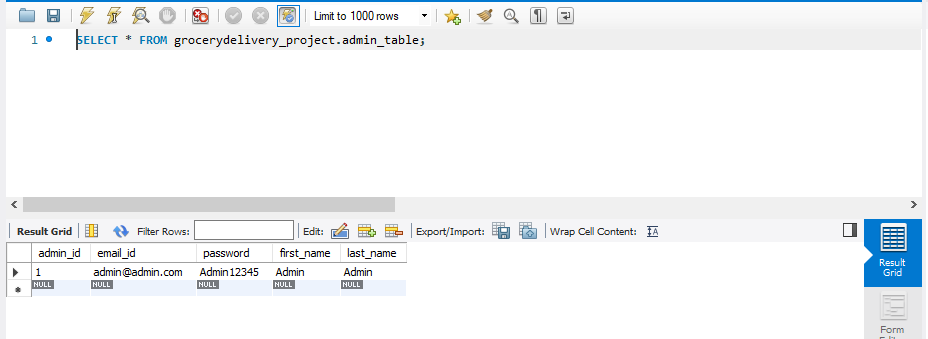 Limit to 1000 rows
1 SELECT * FROM grocerydelivery_project.admin_table;
Result Grid Filter Rows: Edit: Export/Import: Wrap Cell Content: IA
admin_id email_id password first_name last_name
1 admin@admin.com Admin12345 Admin Admin
NULL NULL NULL NULL NULL
Result
Grid
Form